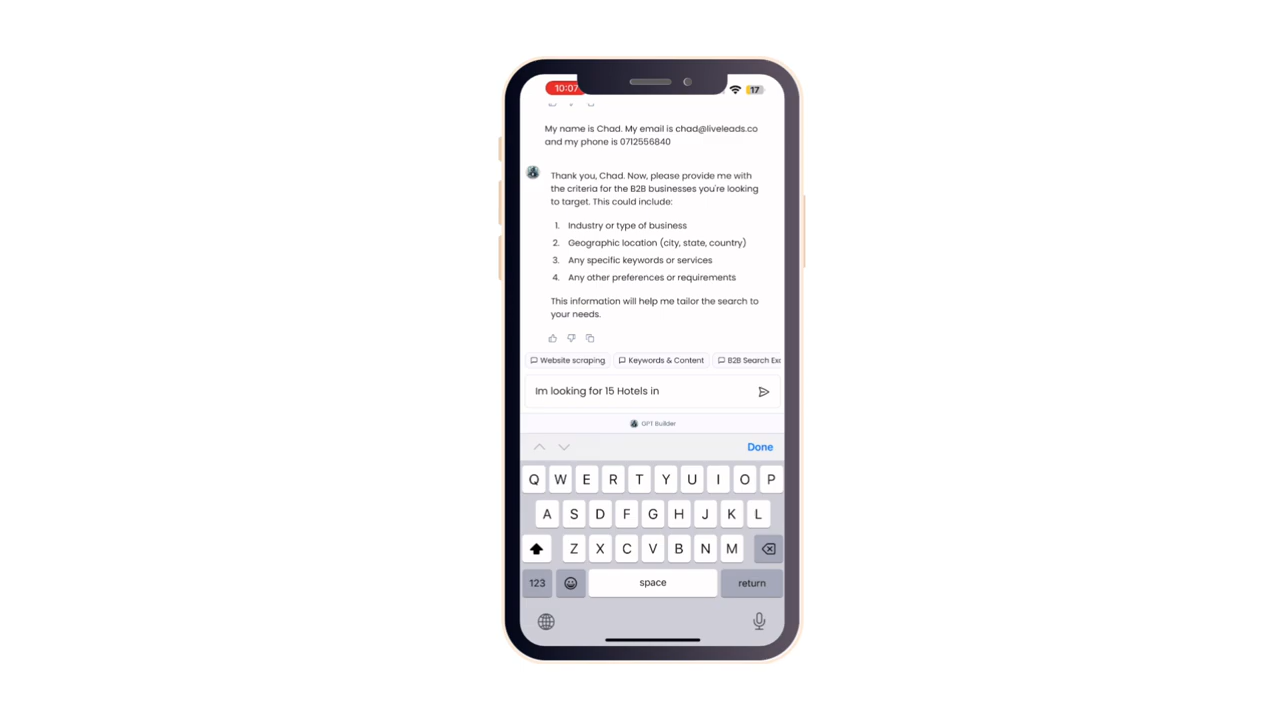 10:07
17
My name is Chad. My email is chad@liveleads.co
and my phone is 0712556840
Thank you, Chad. Now, please provide me with
the criteria for the B2B businesses you're looking
to target. This could include:
1. Industry or type of business
2. Geographic location (city, state, country)
3. Any specific keywords or services
4. Any other preferences or requirements
This information will help me tailor the search to
your needs.
Website scraping Keywords & Content B2B Search Exc
Im looking for 15 Hotels in
GPT Builder
Done
Q W E R T Y U I O P
A S D F G H J K L
Z X C V B N M
123 space return